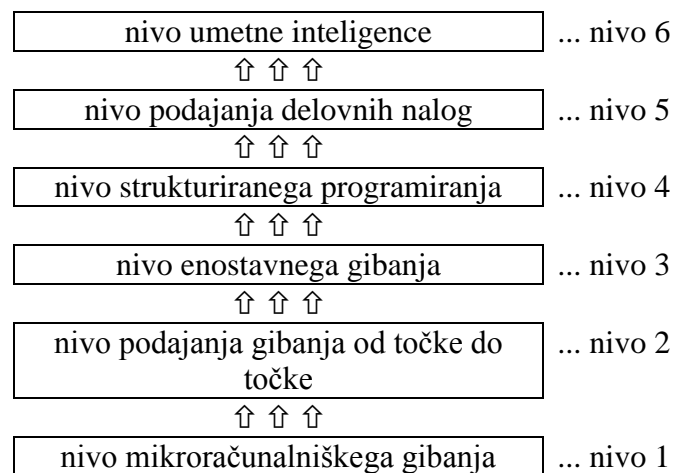 nivo umetne inteligence ... nivo 6
⇧ ⇧ ⇧
nivo podajanja delovnih nalog ... nivo 5
⇧ ⇧ ⇧
nivo strukturiranega programiranja ... nivo 4
⇧ ⇧ ⇧
nivo enostavnega gibanja ... nivo 3
⇧ ⇧ ⇧
nivo podajanja gibanja od točke do ... nivo 2
točke
⇧ ⇧ ⇧
nivo mikroračunalniškega gibanja ... nivo 1